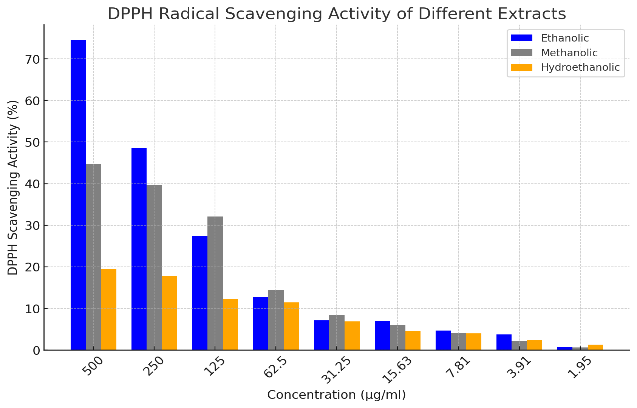 DPPH Radical Scavenging Activity of Different Extracts
Ethanolic
Methanolic
Hydroethanolic
DPPH Scavenging Activity (%)
70
60
50
40
30
20
10
0
500
250
125
62.5
31.25
15.63
7.81
3.91
1.95
Concentration (µg/ml)